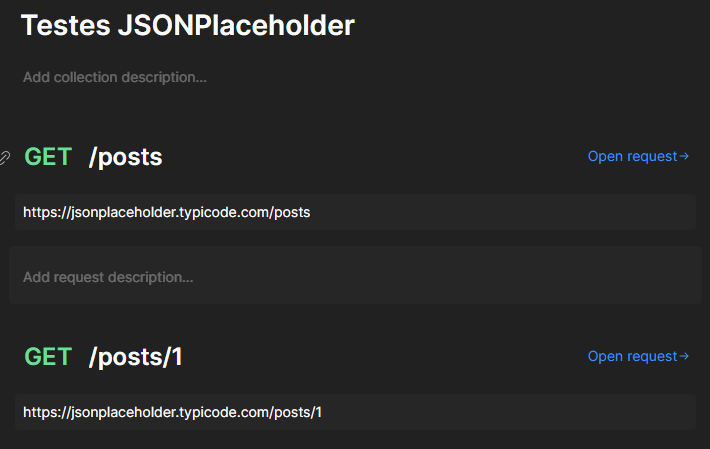 Testes JSONPlaceholder
Add collection description...
GET /posts
Open request→
https://jsonplaceholder.typicode.com/posts
Add request description...
GET /posts/1
Open request→
https://jsonplaceholder.typicode.com/posts/1